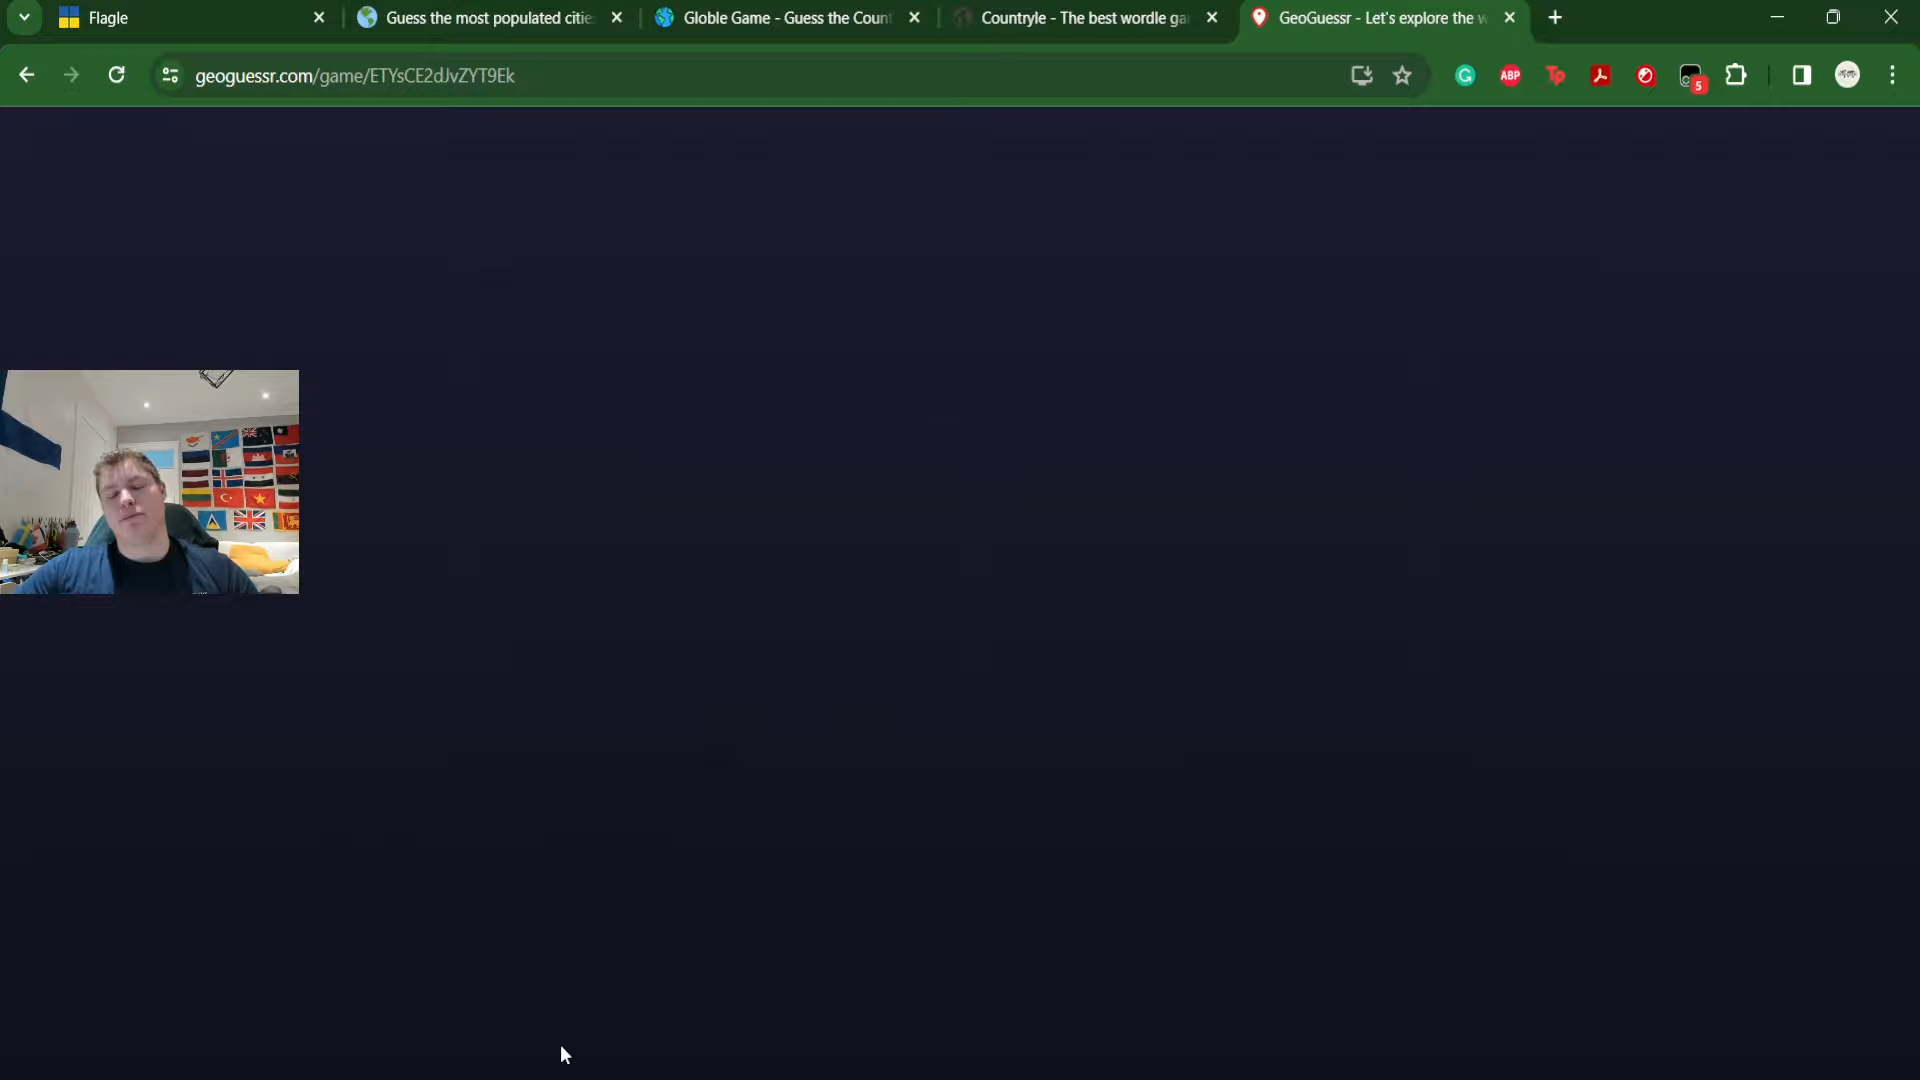 Flagle
Guess the most populated citie
Globle Game - Guess the Count
Countryle - The best wordle ga
GeoGuessr - Let's explore the w
geoguessr.com/game/ETYsCE2dJvZYT9Ek
G
ABP
Tp
5